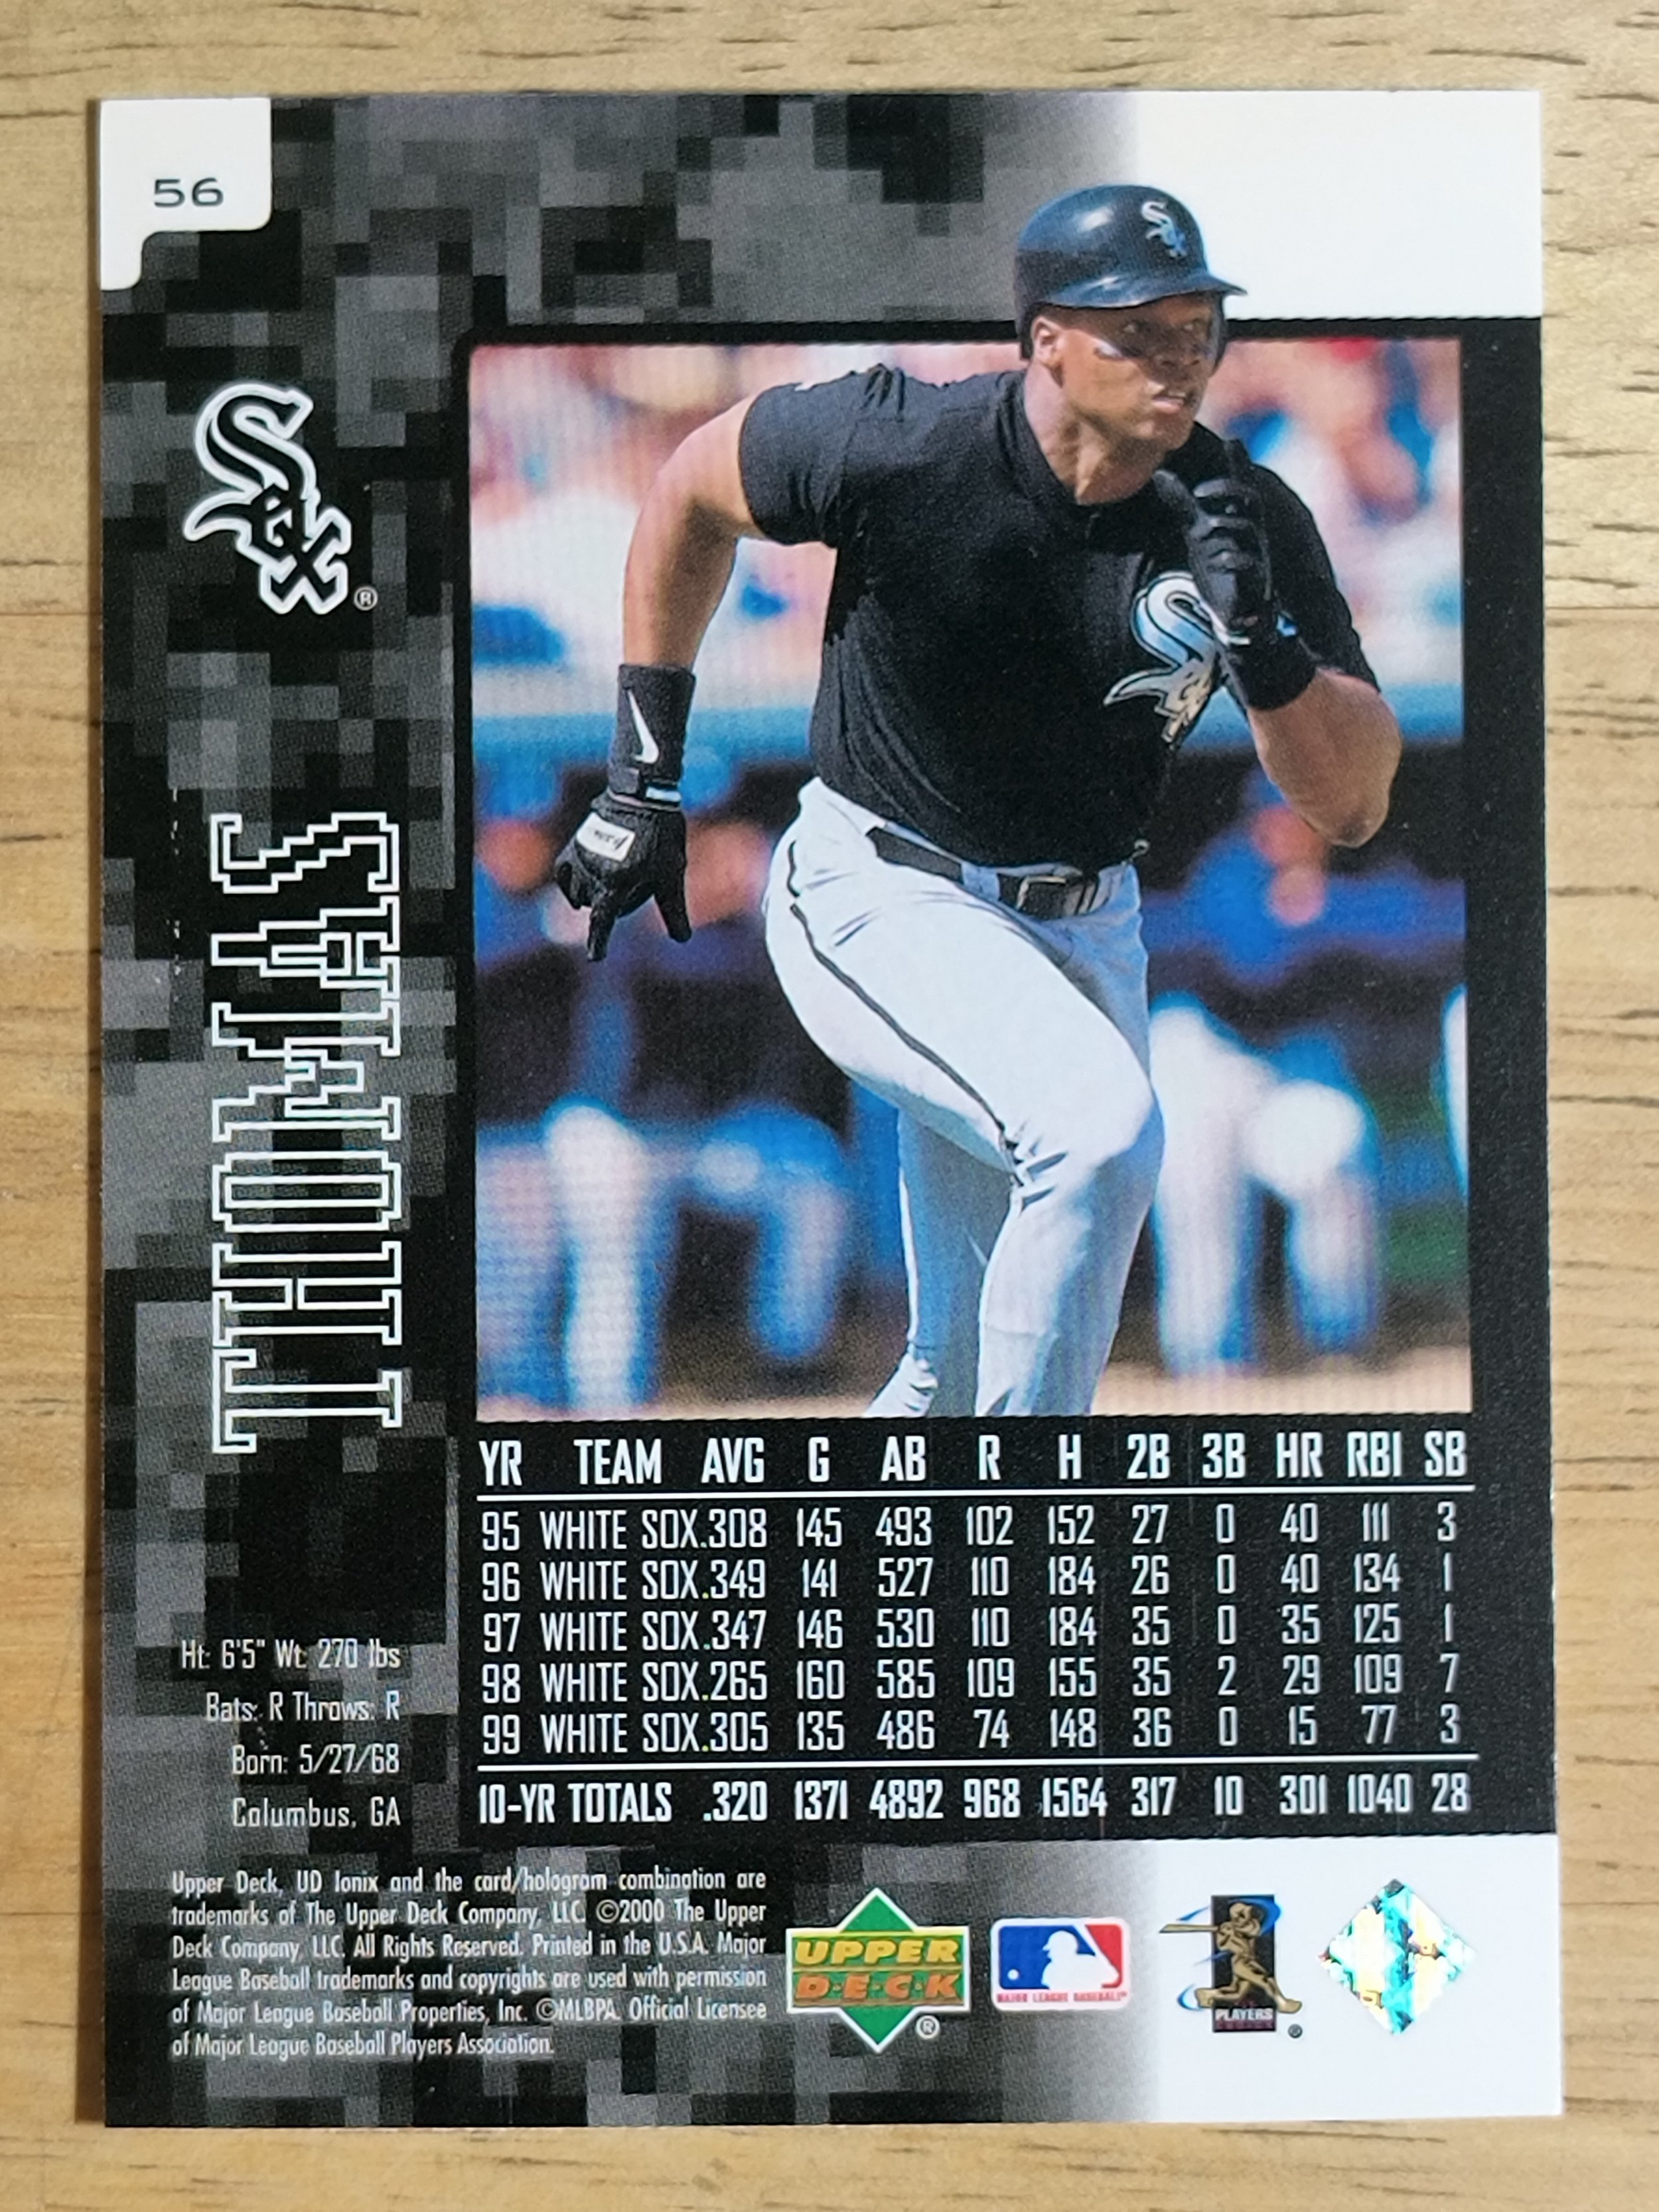 56
Sox®
THOMAS
Sox
Sox
YR TEAM AVG G AB R H 2B 3B HR RBI SB
95 WHITE SOX .308 145 493 102 152 27 0 40 111 3
96 WHITE SOX .349 141 527 110 184 26 0 40 134 1
97 WHITE SOX .347 146 530 110 184 35 0 35 125 1
98 WHITE SOX .265 160 585 109 155 35 2 29 109 7
99 WHITE SOX .305 135 486 74 148 36 0 15 77 3
10-YR TOTALS .320 1371 4892 968 1564 317 10 301 1040 28
Ht: 6'5" Wt: 270 lbs
Bats: R Throws: R
Born: 5/27/68
Columbus, GA
Upper Deck, UD Ionix and the card/hologram combination are
trademarks of The Upper Deck Company, LLC. ©2000 The Upper
Deck Company, LLC. All Rights Reserved. Printed in the U.S.A. Major
League Baseball trademarks and copyrights are used with permission
of Major League Baseball Properties, Inc. ©MLBPA. Official Licensee
of Major League Baseball Players Association.
UPPER
DECK®
MAJOR LEAGUE BASEBALL
PLAYERS